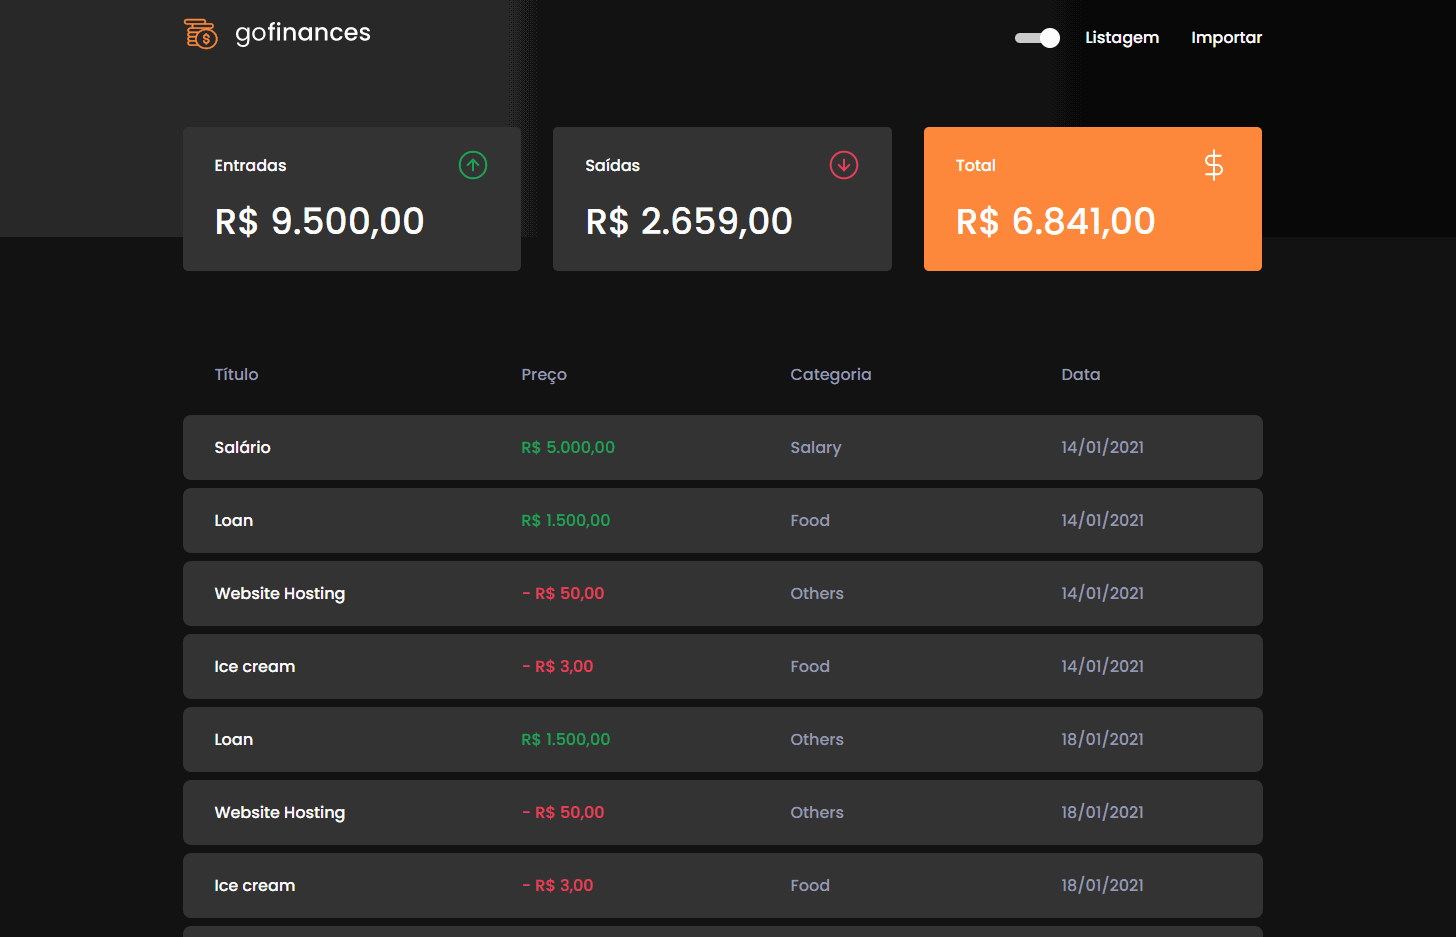 gofinances
Listagem Importar
Entradas
R$ 9.500,00
Saídas
R$ 2.659,00
Total
$
R$ 6.841,00
Título Preço Categoria Data
Salário R$ 5.000,00 Salary 14/01/2021
Loan R$ 1.500,00 Food 14/01/2021
Website Hosting - R$ 50,00 Others 14/01/2021
Ice cream - R$ 3,00 Food 14/01/2021
Loan R$ 1.500,00 Others 18/01/2021
Website Hosting - R$ 50,00 Others 18/01/2021
Ice cream - R$ 3,00 Food 18/01/2021